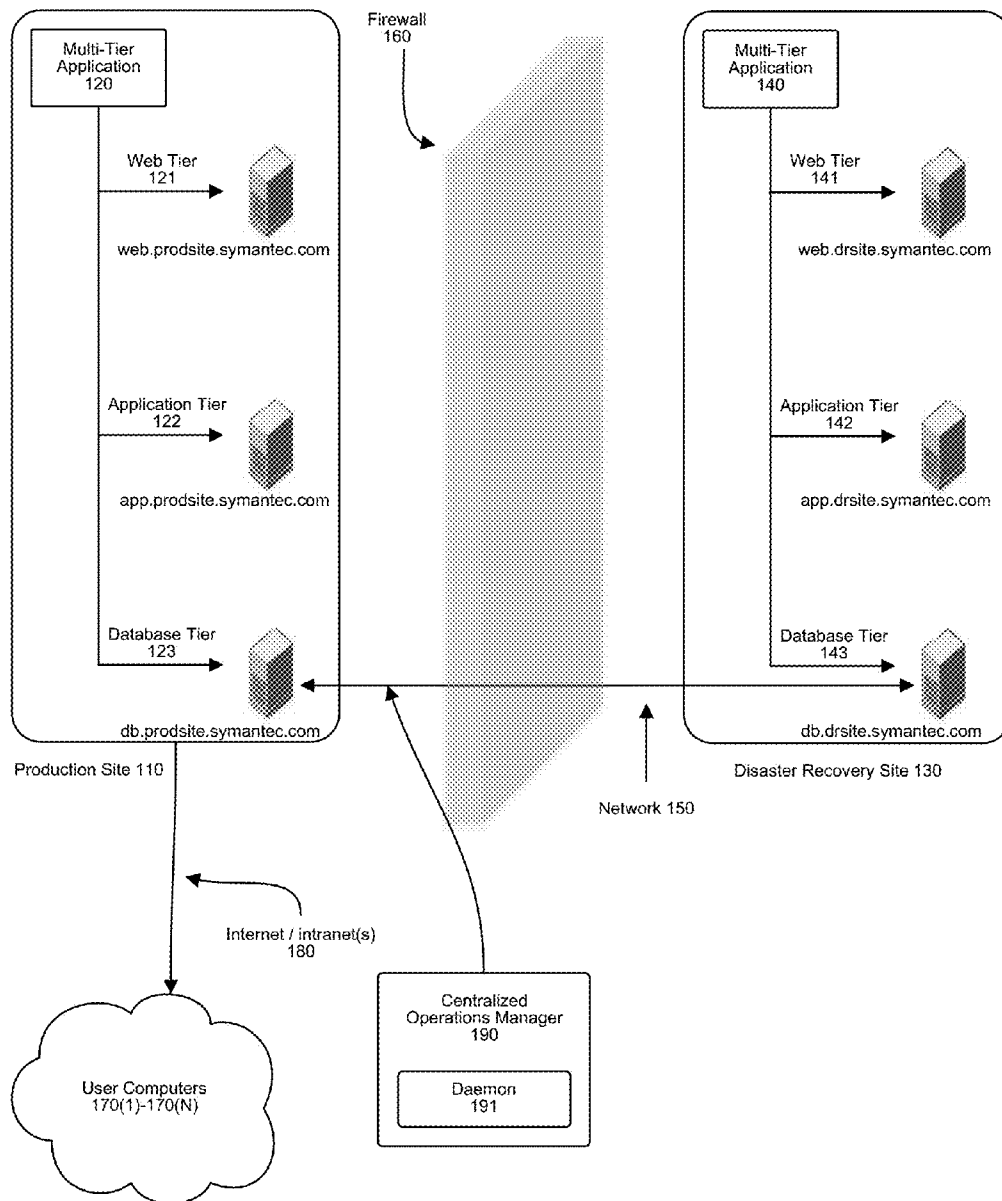 Firewall
160
Multi-Tier
Application
120
Web Tier
121
web.prodsite.symantec.com
Application Tier
122
app.prodsite.symantec.com
Database Tier
123
db.prodsite.symantec.com
Production Site 110
Multi-Tier
Application
140
Web Tier
141
web.drsite.symantec.com
Application Tier
142
app.drsite.symantec.com
Database Tier
143
db.drsite.symantec.com
Disaster Recovery Site 130
Network 150
Internet / intranet(s)
180
Centralized
Operations Manager
190
Daemon
191
User Computers
170(1)-170(N)